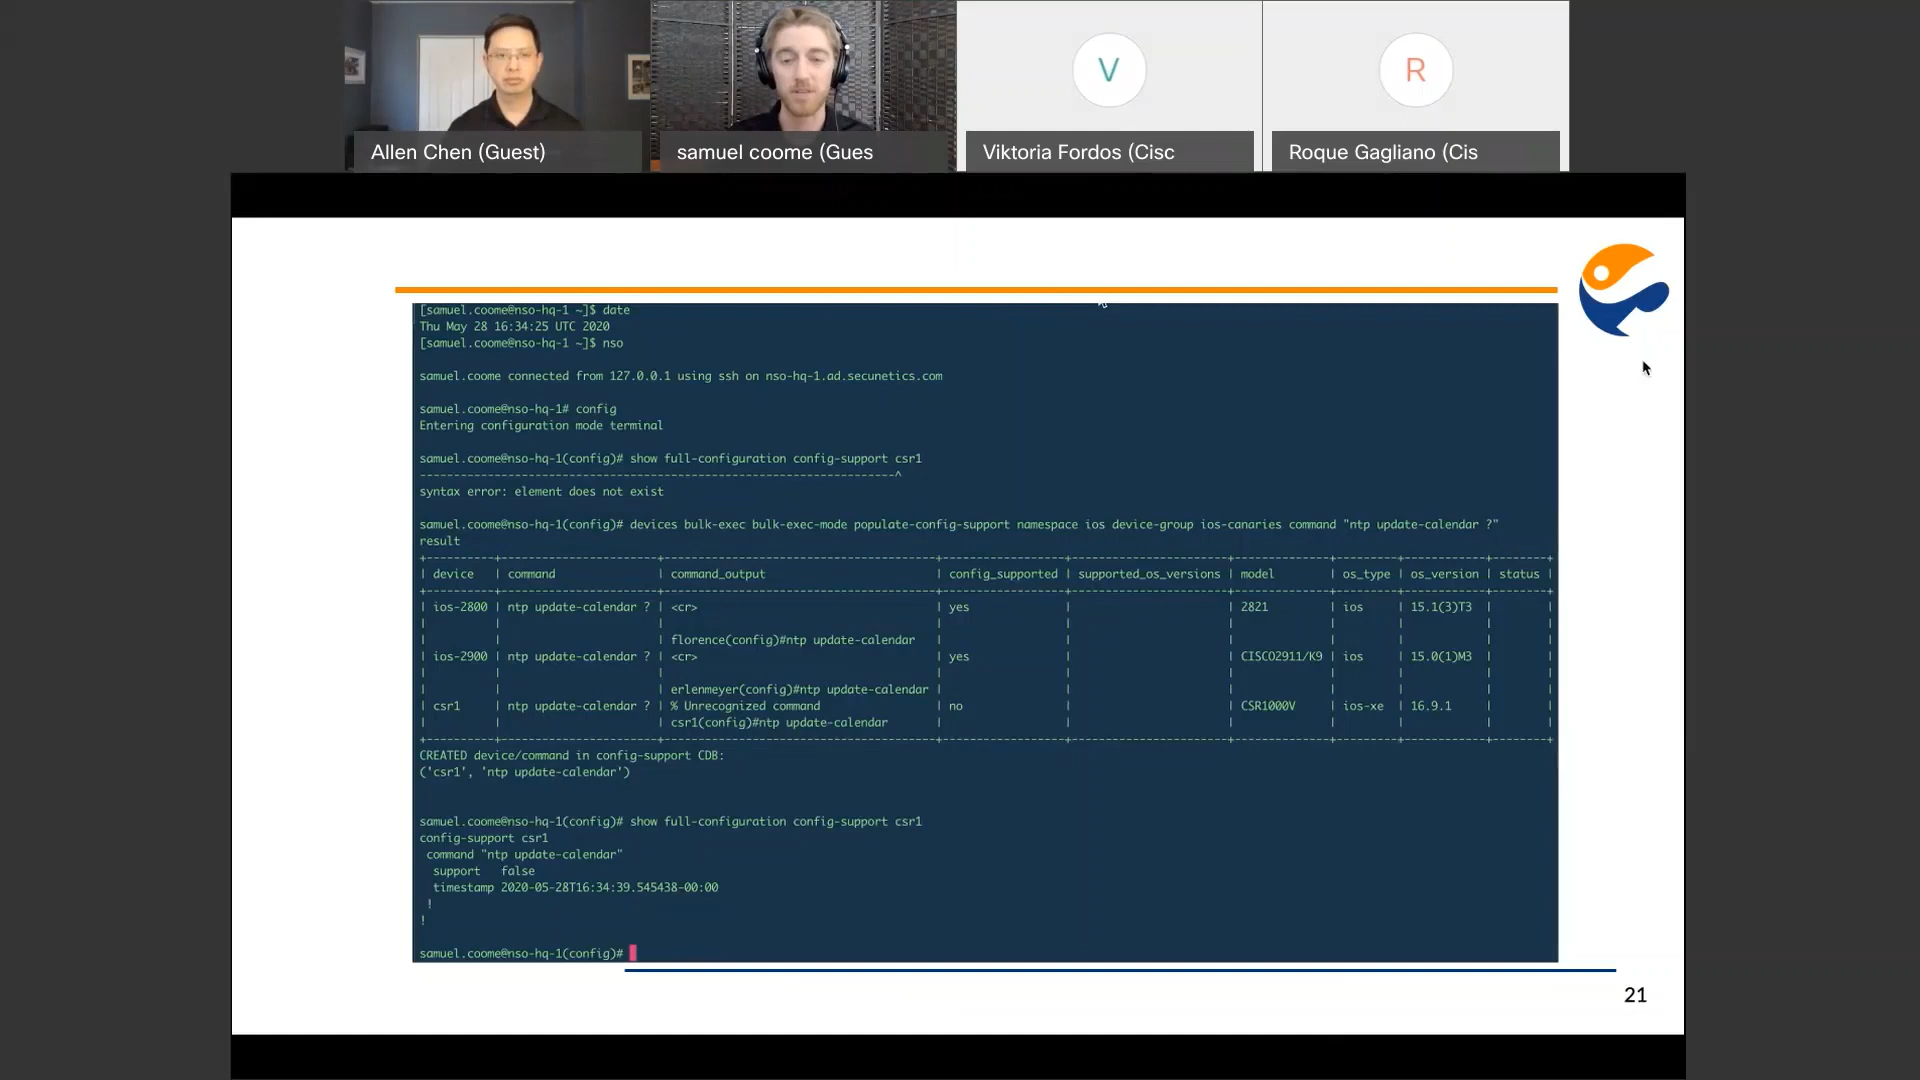 Allen Chen (Guest)
samuel coome (Gues
V
Viktoria Fordos (Cisc
R
Roque Gagliano (Cis
[samuel.coome@nso-hq-1 ~]$ date
Thu May 28 16:34:25 UTC 2020
[samuel.coome@nso-hq-1 ~]$ nso
samuel.coome connected from 127.0.0.1 using ssh on nso-hq-1.ad.secunetics.com
samuel.coome@nso-hq-1# config
Entering configuration mode terminal
samuel.coome@nso-hq-1(config)# show full-configuration config-support csr1
---------------------------------------------------------------------^
syntax error: element does not exist
samuel.coome@nso-hq-1(config)# devices bulk-exec bulk-exec-mode populate-config-support namespace ios device-group ios-canaries command "ntp update-calendar ?"
result
| device | command | command_output | config_supported | supported_os_versions | model | os_type | os_version | status |
| ios-2800 | ntp update-calendar ? | <cr> | yes | | 2821 | ios | 15.1(3)T3 | |
| | | florence(config)#ntp update-calendar | | | | | | |
| ios-2900 | ntp update-calendar ? | <cr> | yes | | CISCO2911/K9 | ios | 15.0(1)M3 | |
| | | erlenmeyer(config)#ntp update-calendar | | | | | | |
| csr1 | ntp update-calendar ? | % Unrecognized command | no | | CSR1000V | ios-xe | 16.9.1 | |
| | | csr1(config)#ntp update-calendar | | | | | | |
CREATED device/command in config-support CDB:
('csr1', 'ntp update-calendar')
samuel.coome@nso-hq-1(config)# show full-configuration config-support csr1
config-support csr1
command "ntp update-calendar"
support false
timestamp 2020-05-28T16:34:39.545438-00:00
!
!
samuel.coome@nso-hq-1(config)#
21